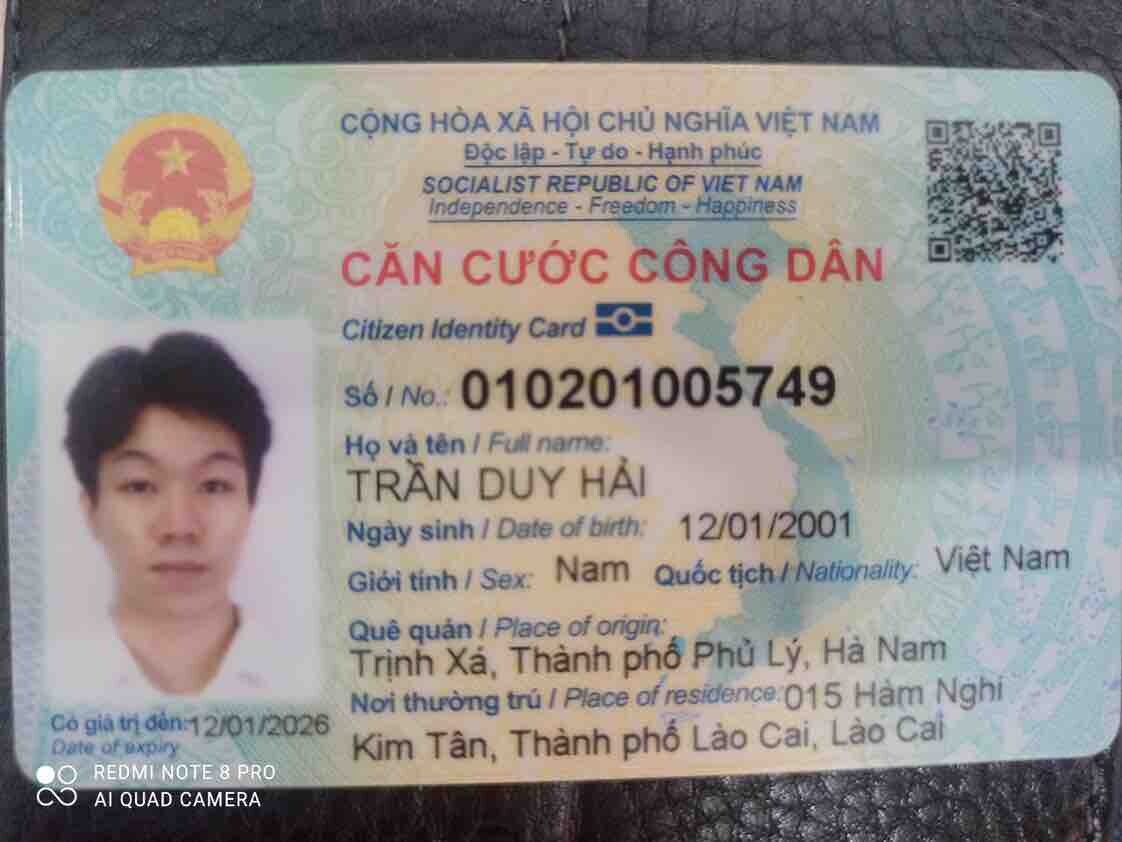 CỘNG HÒA XÃ HỘI CHỦ NGHĨA VIỆT NAM
Độc lập - Tự do - Hạnh phúc
SOCIALIST REPUBLIC OF VIET NAM
Independence - Freedom - Happiness
CĂN CƯỚC CÔNG DÂN
Citizen Identity Card
Số / No.: 010201005749
Họ và tên / Full name:
TRẦN DUY HẢI
Ngày sinh / Date of birth: 12/01/2001
Giới tính / Sex: Nam Quốc tịch / Nationality: Việt Nam
Quê quán / Place of origin:
Trịnh Xá, Thành phố Phủ Lý, Hà Nam
Nơi thường trú / Place of residence: 015 Hàm Nghi
Kim Tân, Thành phố Lào Cai, Lào Cai
Có giá trị đến: 12/01/2026
Date of expiry
REDMI NOTE 8 PRO
AI QUAD CAMERA